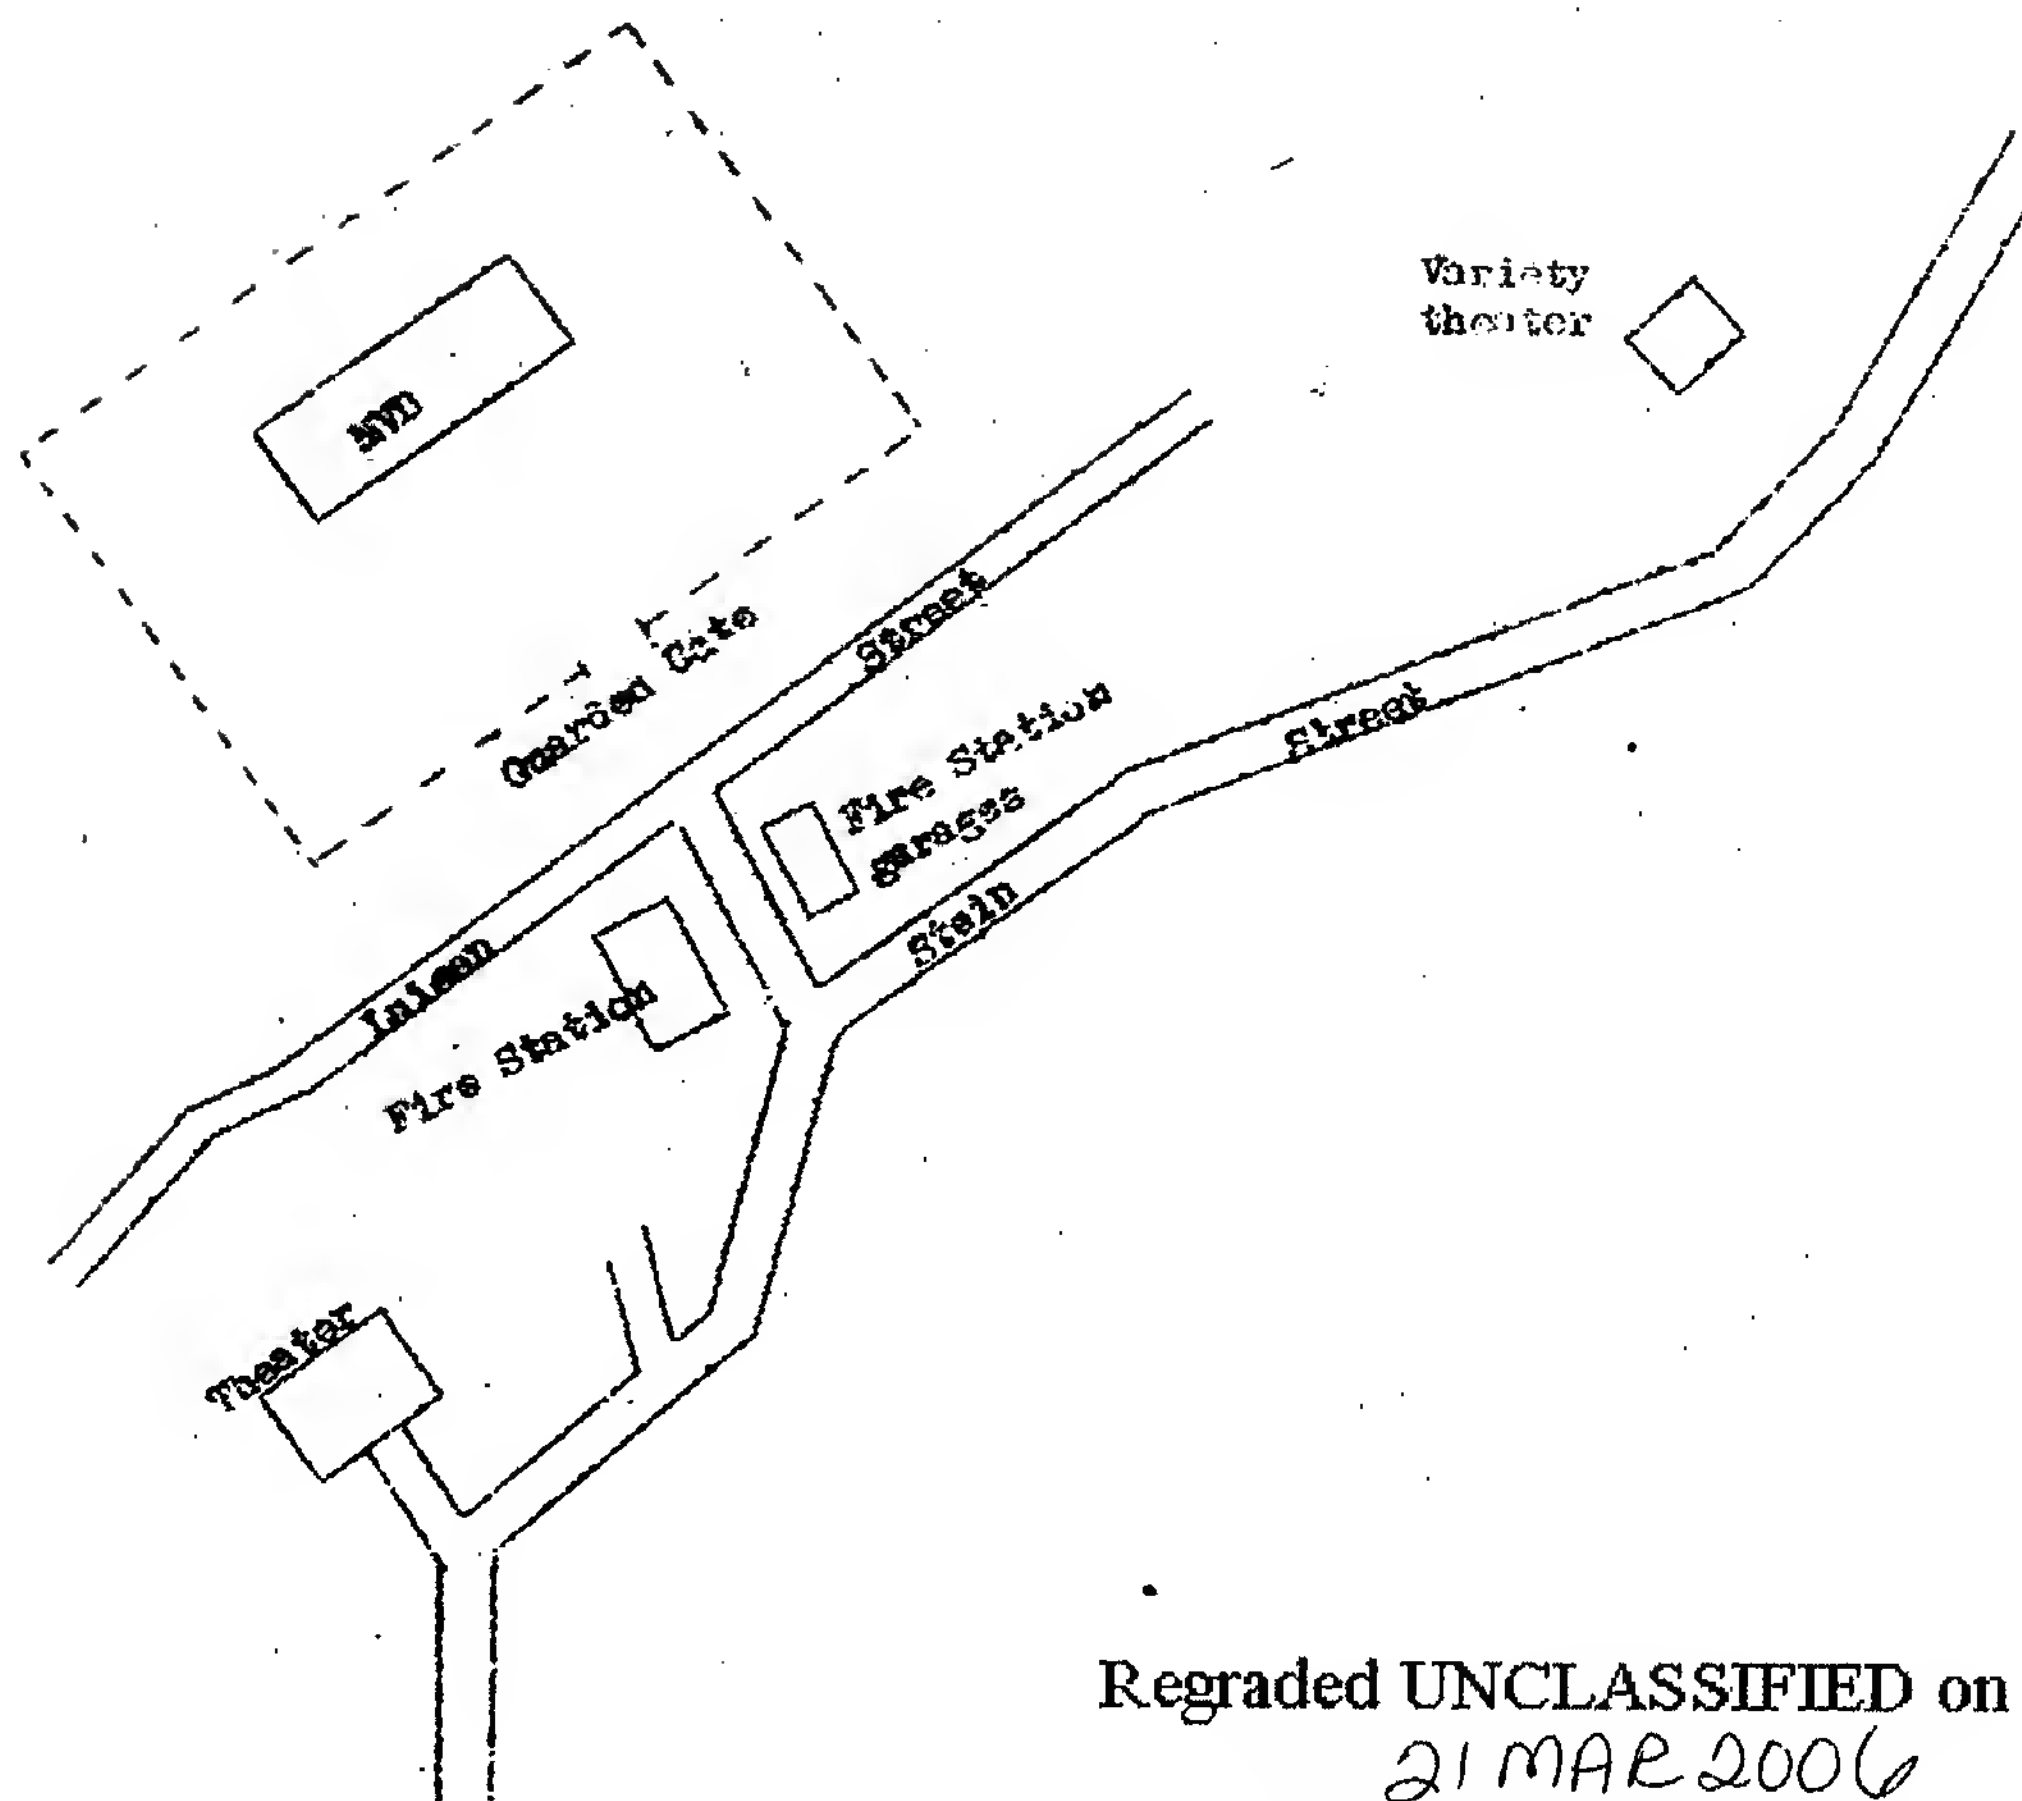 Variety
theater
MVD
Guarded Gate
Street
Fire Station
garages
Street
Stein
Luisen
Fire Station
Theater
Regraded UNCLASSIFIED on
21 MAR 2006